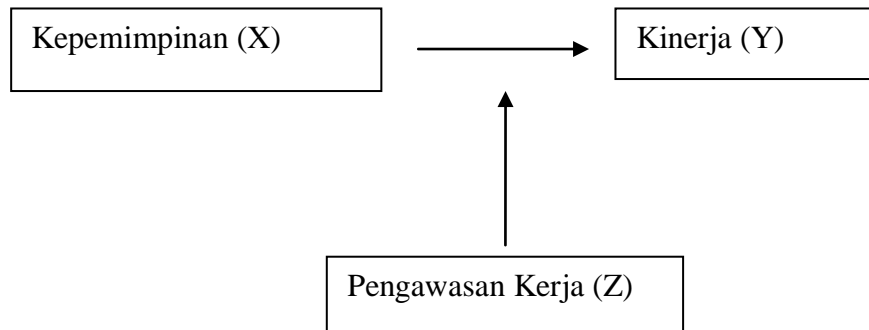 Kepemimpinan (X)
Kinerja (Y)
Pengawasan Kerja (Z)